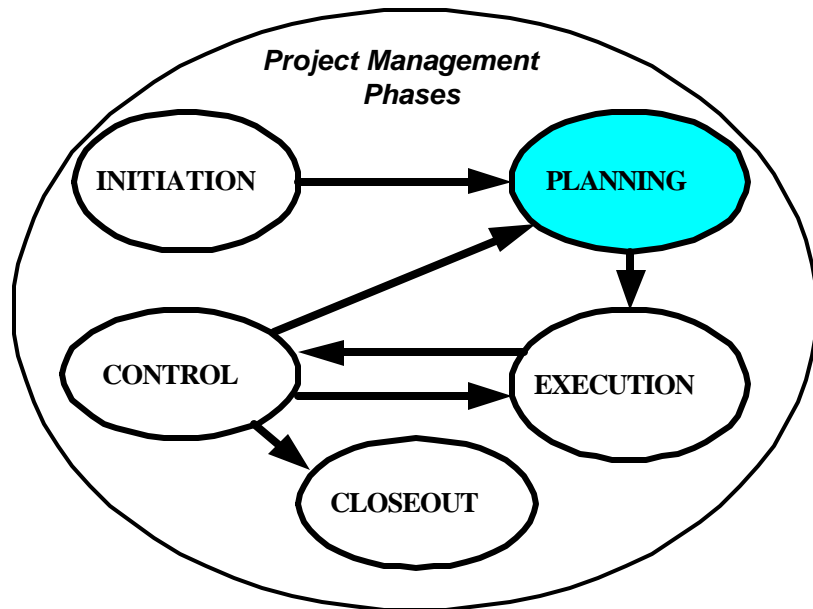 Project Management
Phases
INITIATION
PLANNING
CONTROL
EXECUTION
CLOSEOUT